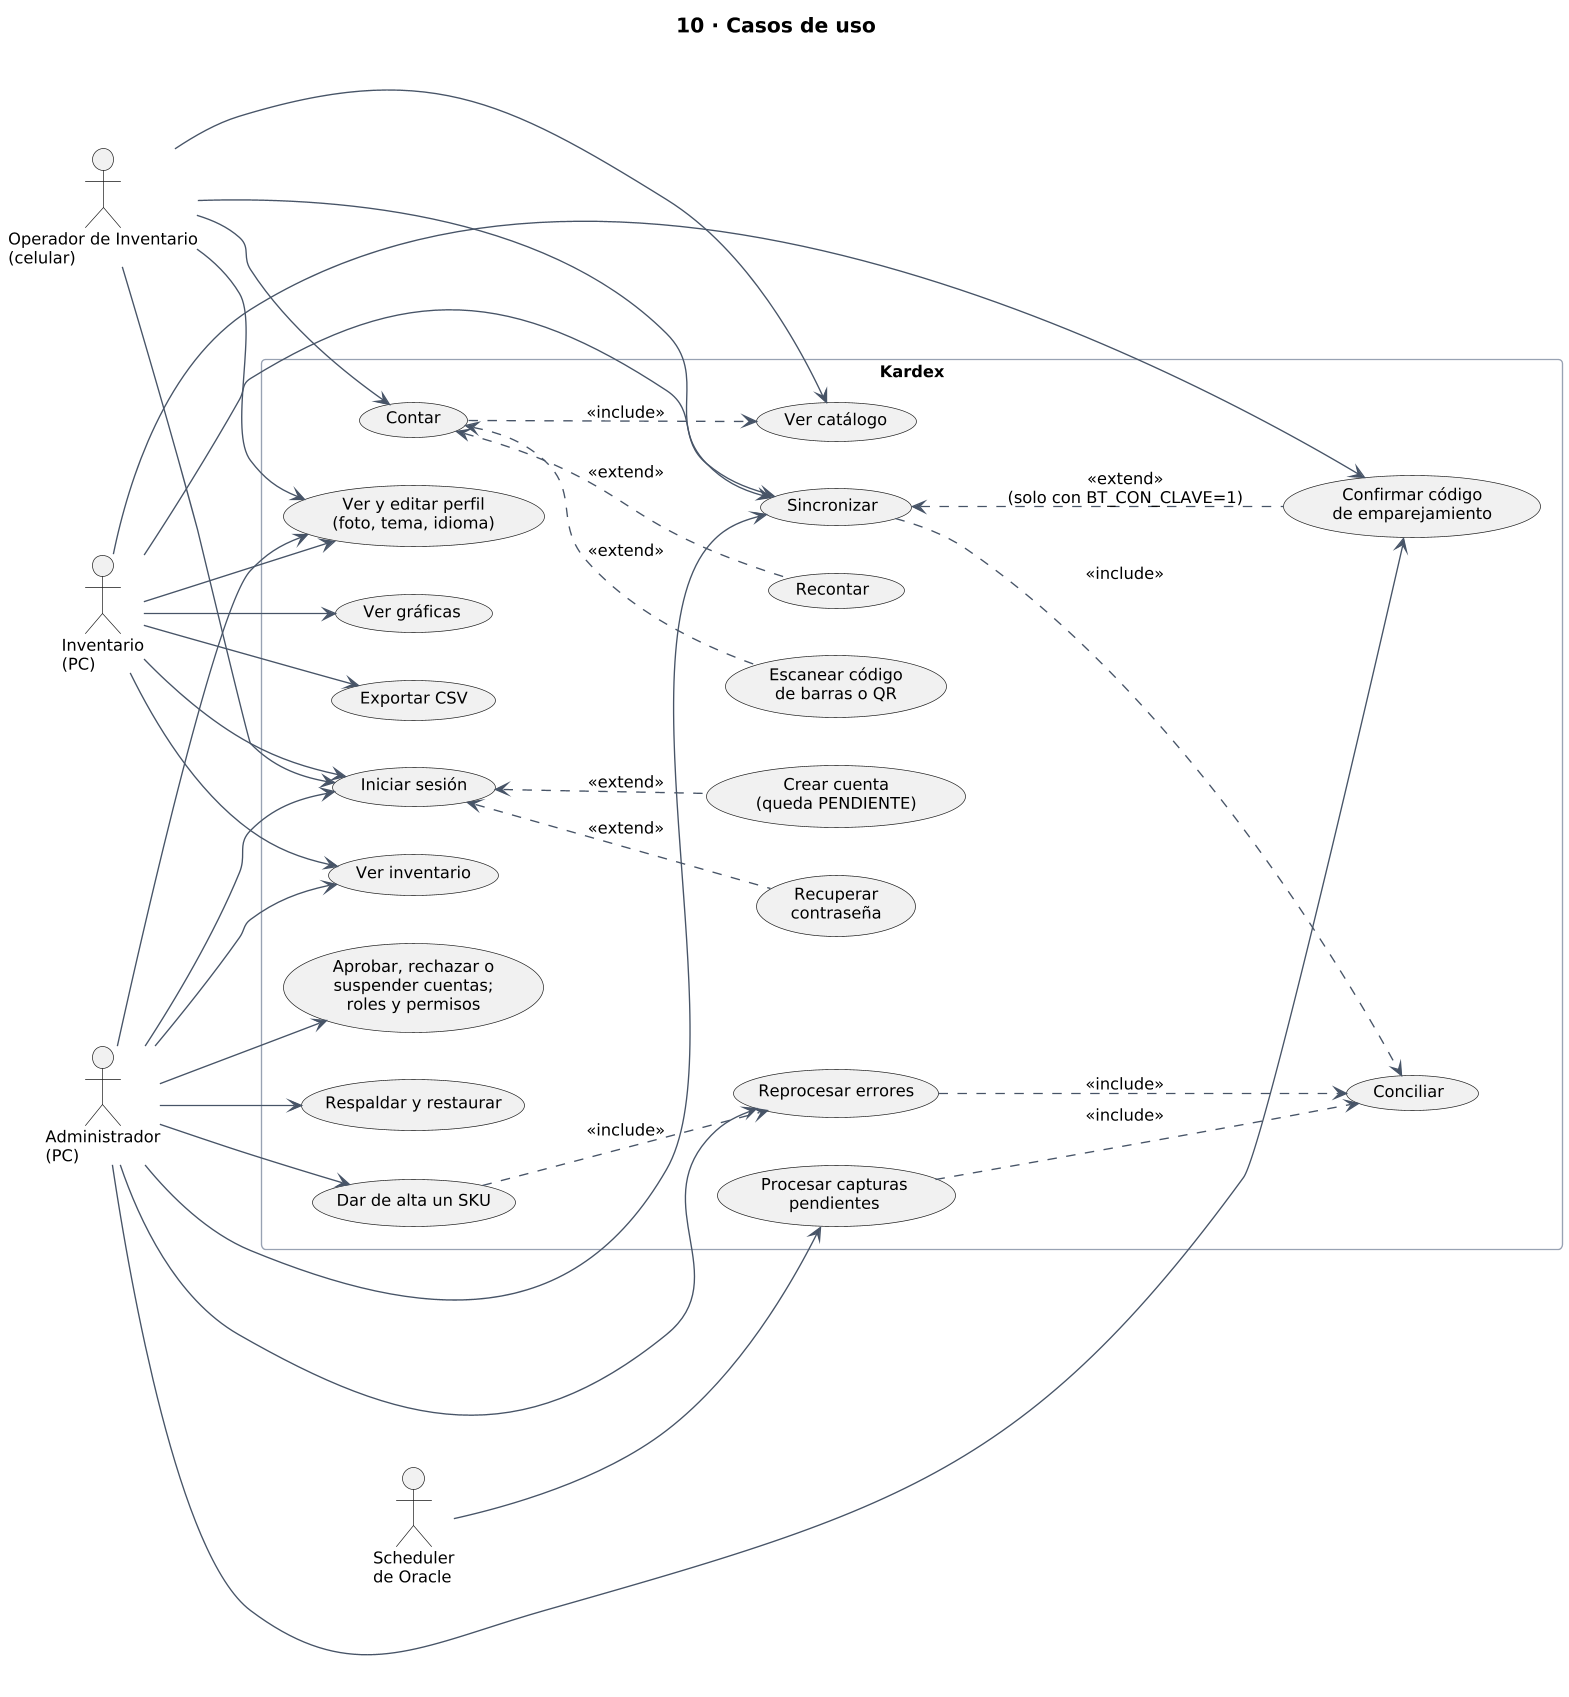 10 · Casos de uso
Operador de Inventario
(celular)
Kardex
Contar
«include»
Ver catálogo
«extend»
«extend»
(solo con BT_CON_CLAVE=1)
Ver y editar perfil
(foto, tema, idioma)
Sincronizar
Confirmar código
de emparejamiento
«extend»
«include»
Recontar
Inventario
(PC)
Ver gráficas
Escanear código
de barras o QR
Exportar CSV
Iniciar sesión
«extend»
Crear cuenta
(queda PENDIENTE)
«extend»
Ver inventario
Recuperar
contraseña
Aprobar, rechazar o
suspender cuentas;
roles y permisos
Administrador
(PC)
Respaldar y restaurar
Reprocesar errores
«include»
Conciliar
«include»
«include»
Dar de alta un SKU
Procesar capturas
pendientes
Scheduler
de Oracle